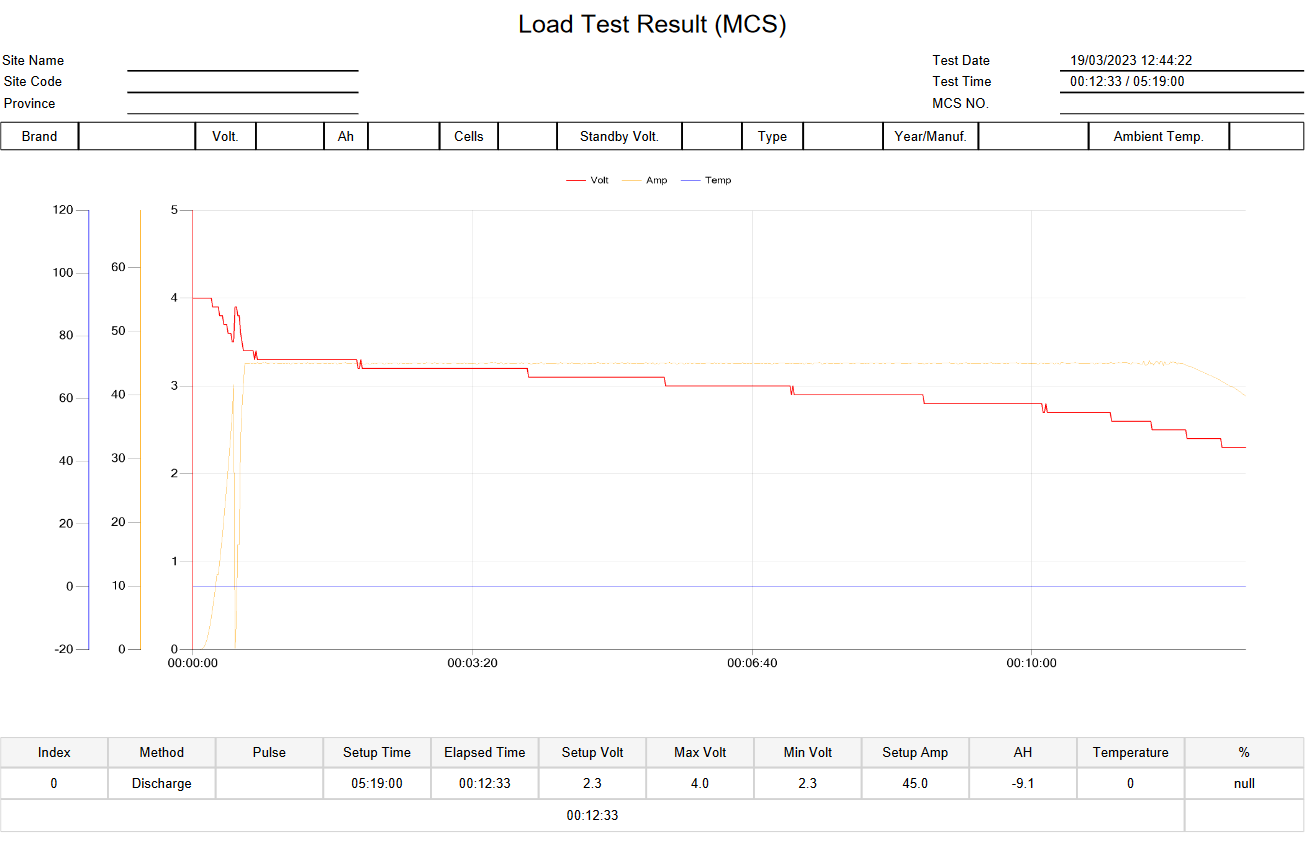 Load Test Result (MCS)
Site Name
Test Date 19/03/2023 12:44:22
Site Code
Test Time 00:12:33 / 05:19:00
Province
MCS NO.
Brand Volt. Ah Cells Standby Volt. Type Year/Manuf. Ambient Temp.
Volt Amp Temp
120
100
80
60
40
20
0
-20
60
50
40
30
20
10
0
5
4
3
2
1
0
00:00:00 00:03:20 00:06:40 00:10:00
Index Method Pulse Setup Time Elapsed Time Setup Volt Max Volt Min Volt Setup Amp AH Temperature %
0 Discharge 05:19:00 00:12:33 2.3 4.0 2.3 45.0 -9.1 0 null
00:12:33